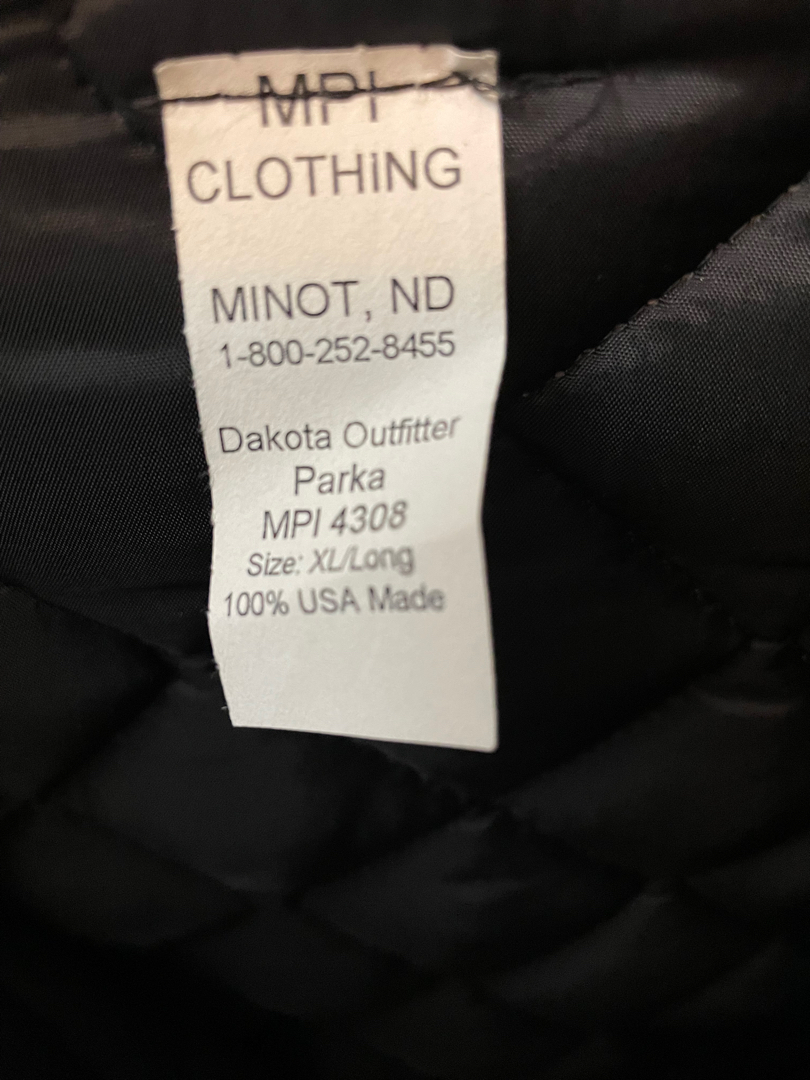 MPI
CLOTHING
MINOT, ND
1-800-252-8455
Dakota Outfitter
Parka
MPI 4308
Size: XL/Long
100% USA Made